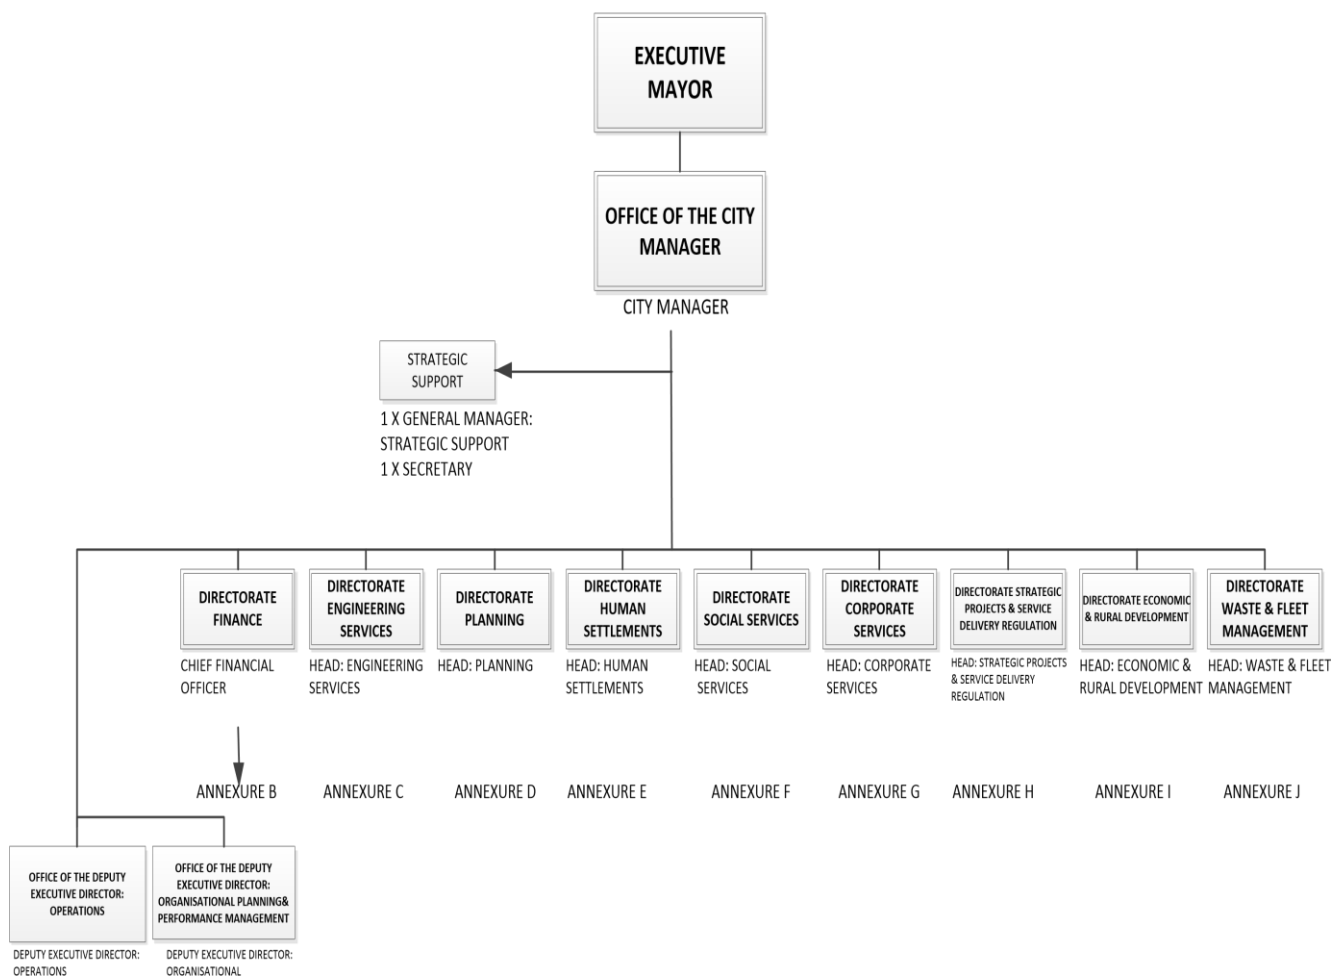 EXECUTIVE
MAYOR
OFFICE OF THE CITY
MANAGER
CITY MANAGER
STRATEGIC
SUPPORT
1 X GENERAL MANAGER:
STRATEGIC SUPPORT
1 X SECRETARY
DIRECTORATE
FINANCE
CHIEF FINANCIAL
OFFICER
ANNEXURE B
DIRECTORATE
ENGINEERING
SERVICES
HEAD: ENGINEERING
SERVICES
ANNEXURE C
DIRECTORATE
PLANNING
HEAD: PLANNING
ANNEXURE D
DIRECTORATE
HUMAN
SETTLEMENTS
HEAD: HUMAN
SETTLEMENTS
ANNEXURE E
DIRECTORATE
SOCIAL SERVICES
HEAD: SOCIAL
SERVICES
ANNEXURE F
DIRECTORATE
CORPORATE
SERVICES
HEAD: CORPORATE
SERVICES
ANNEXURE G
DIRECTORATE STRATEGIC
PROJECTS & SERVICE
DELIVERY REGULATION
HEAD: STRATEGIC PROJECTS
& SERVICE DELIVERY
REGULATION
ANNEXURE H
DIRECTORATE ECONOMIC
& RURAL DEVELOPMENT
HEAD: ECONOMIC &
RURAL DEVELOPMENT
ANNEXURE I
DIRECTORATE
WASTE & FLEET
MANAGEMENT
HEAD: WASTE & FLEET
MANAGEMENT
ANNEXURE J
OFFICE OF THE DEPUTY
EXECUTIVE DIRECTOR:
OPERATIONS
DEPUTY EXECUTIVE DIRECTOR:
OPERATIONS
OFFICE OF THE DEPUTY
EXECUTIVE DIRECTOR:
ORGANISATIONAL PLANNING&
PERFORMANCE MANAGEMENT
DEPUTY EXECUTIVE DIRECTOR:
ORGANISATIONAL